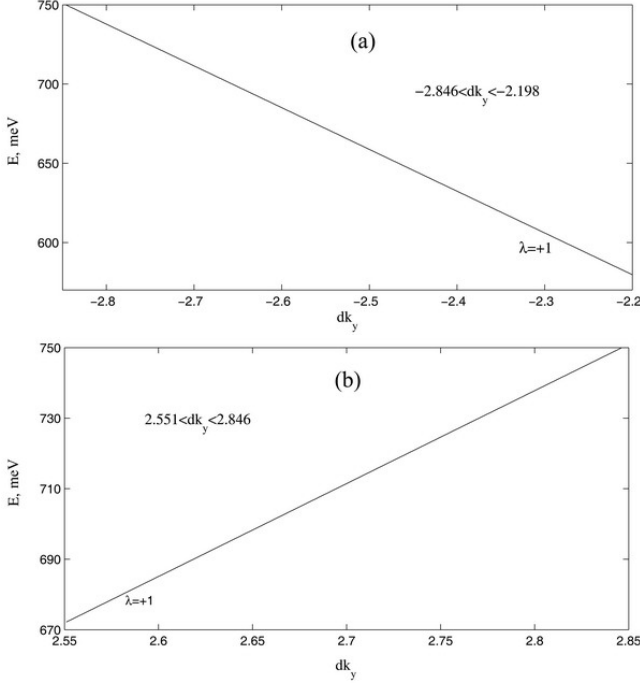 750
(a)
−2.846<dk_y<−2.198
700
E, meV
650
600
λ=+1
−2.8 −2.7 −2.6 −2.5 −2.4 −2.3 −2.2
dk_y
750
(b)
2.551<dk_y<2.846
730
E, meV
710
690
λ=+1
670
2.55 2.6 2.65 2.7 2.75 2.8 2.85
dk_y